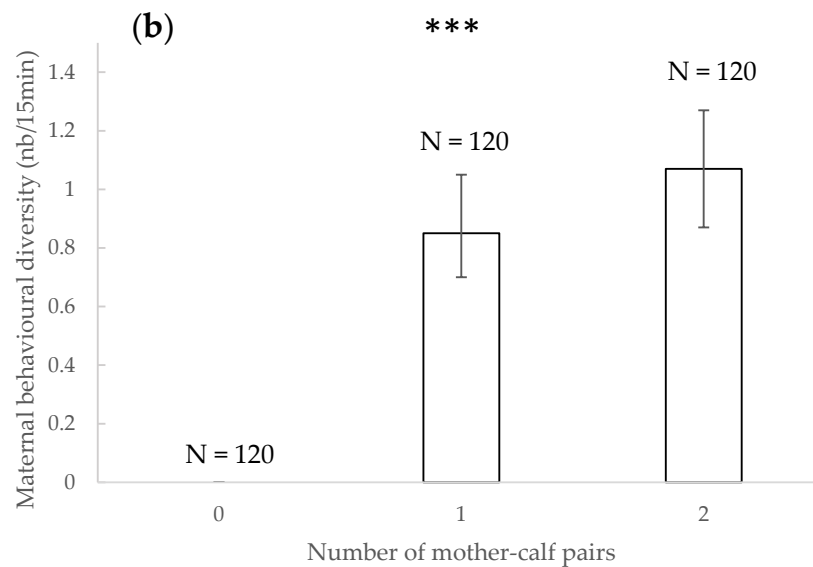 (b)
***
Maternal behavioural diversity (nb/15min)
1.4
1.2
1
0.8
0.6
0.4
0.2
0
N = 120
N = 120
N = 120
0
1
2
Number of mother-calf pairs